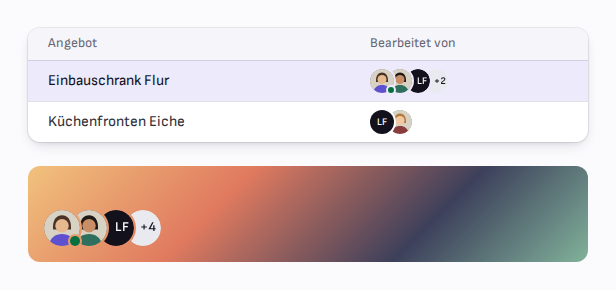 Angebot Bearbeitet von
Einbauschrank Flur LF +2
Küchenfronten Eiche LF
LF +4